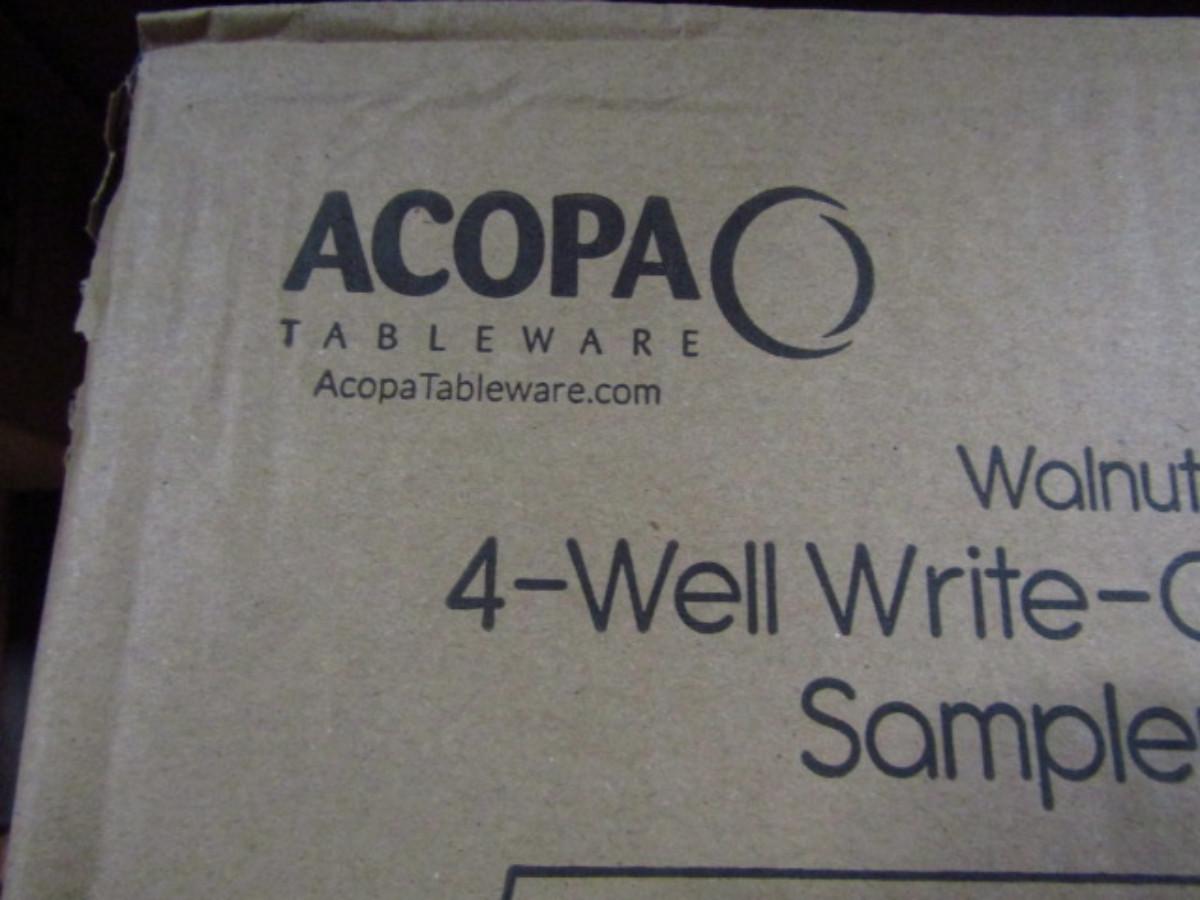 ACOPA
TABLEWARE
AcopaTableware.com
Walnut
4-Well Write-
Sample